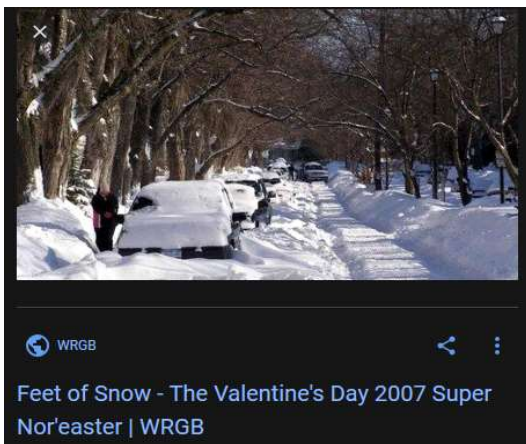 WRGB
Feet of Snow - The Valentine's Day 2007 Super
Nor'easter | WRGB